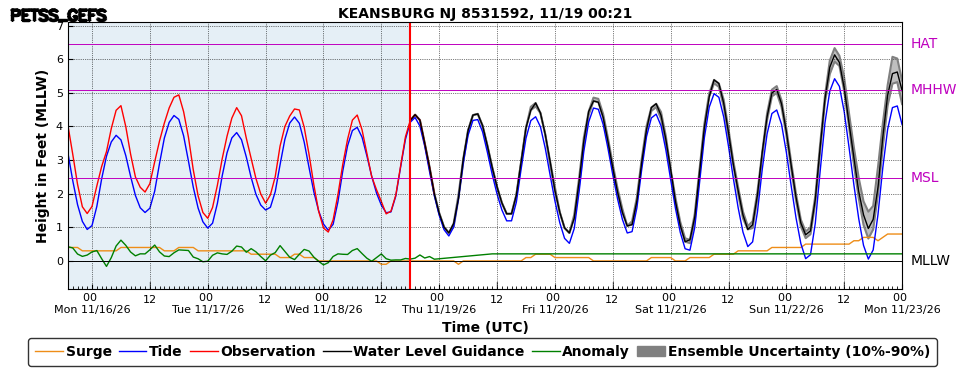 PETSS_GEFS
KEANSBURG NJ 8531592, 11/19 00:21
7
6
5
4
3
2
1
0
Height in Feet (MLLW)
HAT
MHHW
MSL
MLLW
00 12 00 12 00 12 00 12 00 12 00 12 00 12 00
Mon 11/16/26 Tue 11/17/26 Wed 11/18/26 Thu 11/19/26 Fri 11/20/26 Sat 11/21/26 Sun 11/22/26 Mon 11/23/26
Time (UTC)
Surge Tide Observation Water Level Guidance Anomaly Ensemble Uncertainty (10%-90%)